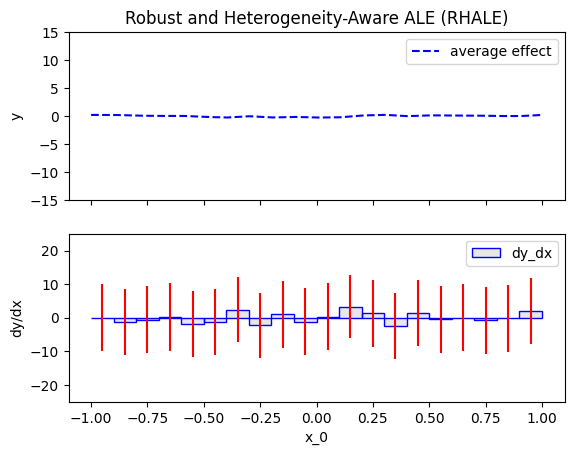 Robust and Heterogeneity-Aware ALE (RHALE)
15
10
5
0
−5
−10
−15
y
average effect
20
10
0
−10
−20
dy/dx
dy_dx
−1.00 −0.75 −0.50 −0.25 0.00 0.25 0.50 0.75 1.00
x_0